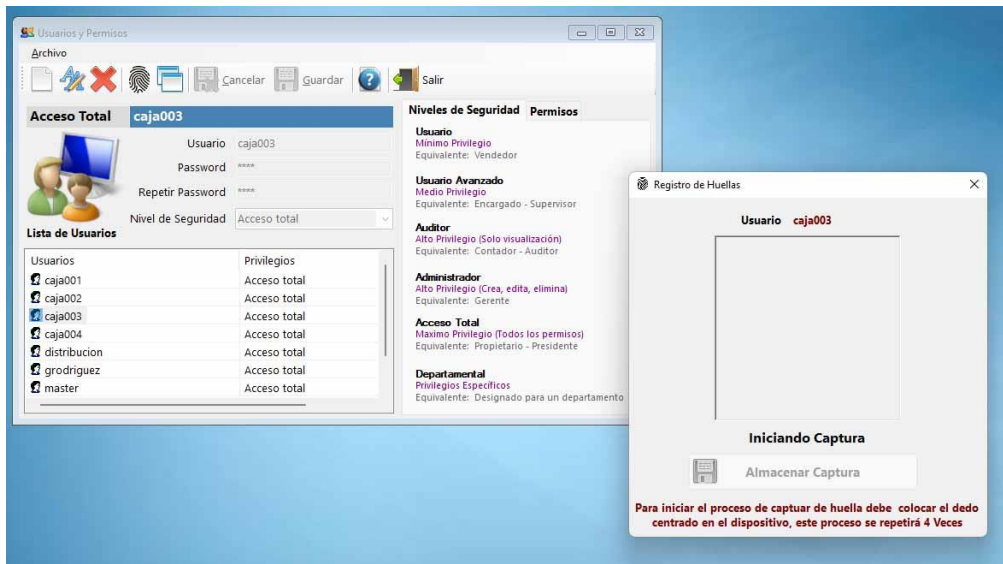 Usuarios y Permisos
Archivo
Cancelar
Guardar
Salir
Acceso Total
caja003
Usuario caja003
Password ****
Repetir Password ****
Nivel de Seguridad Acceso total
Lista de Usuarios
Usuarios Privilegios
caja001 Acceso total
caja002 Acceso total
caja003 Acceso total
caja004 Acceso total
distribucion Acceso total
grodriguez Acceso total
master Acceso total
Niveles de Seguridad Permisos
Usuario
Mínimo Privilegio
Equivalente: Vendedor
Usuario Avanzado
Medio Privilegio
Equivalente: Encargado - Supervisor
Auditor
Alto Privilegio (Solo visualización)
Equivalente: Contador - Auditor
Administrador
Alto Privilegio (Crea, edita, elimina)
Equivalente: Gerente
Acceso Total
Maximo Privilegio (Todos los permisos)
Equivalente: Propietario - Presidente
Departamental
Privilegios Específicos
Equivalente: Designado para un departamento
Registro de Huellas
Usuario caja003
Iniciando Captura
Almacenar Captura
Para iniciar el proceso de captuar de huella debe colocar el dedo
centrado en el dispositivo, este proceso se repetirá 4 Veces